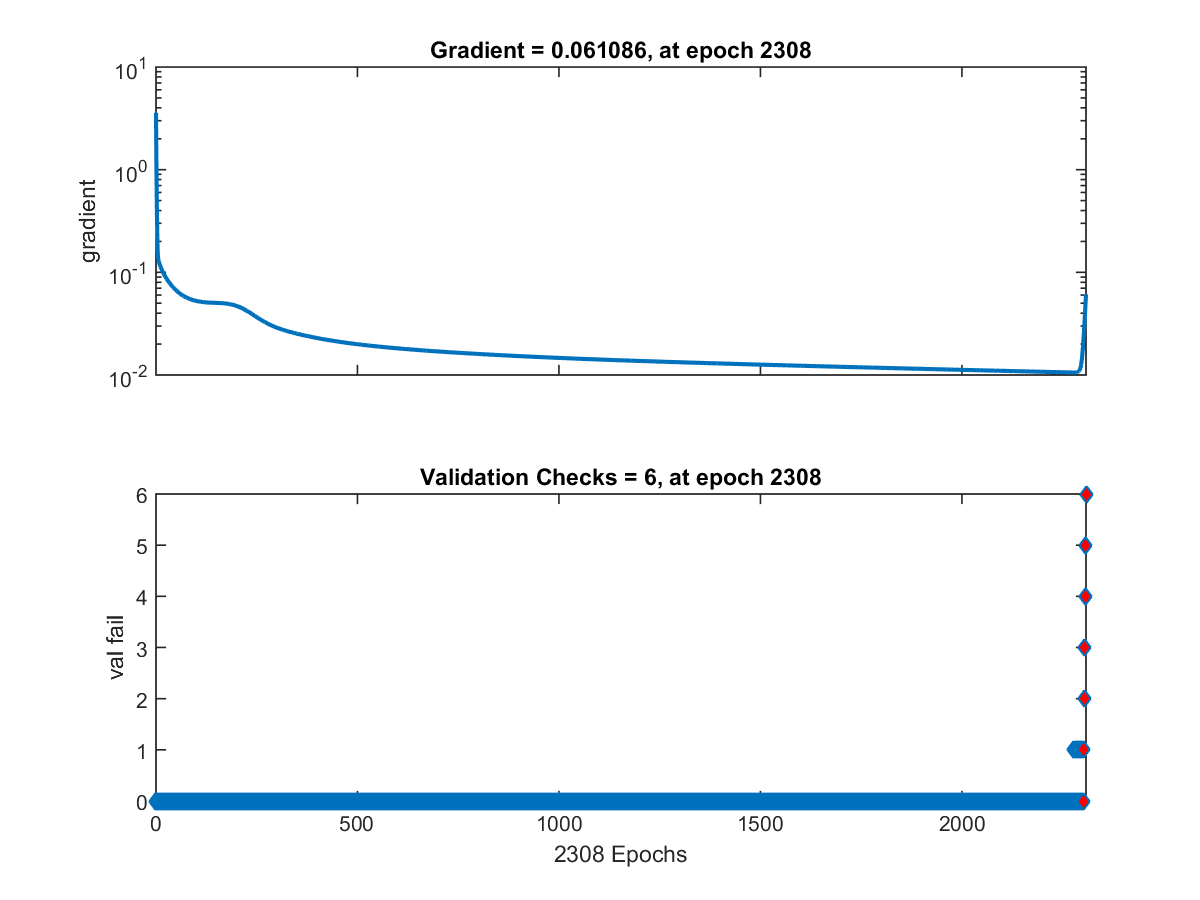 Gradient = 0.061086, at epoch 2308
10^1
10^0
10^-1
10^-2
gradient
Validation Checks = 6, at epoch 2308
6
5
4
3
2
1
0
val fail
0 500 1000 1500 2000
2308 Epochs